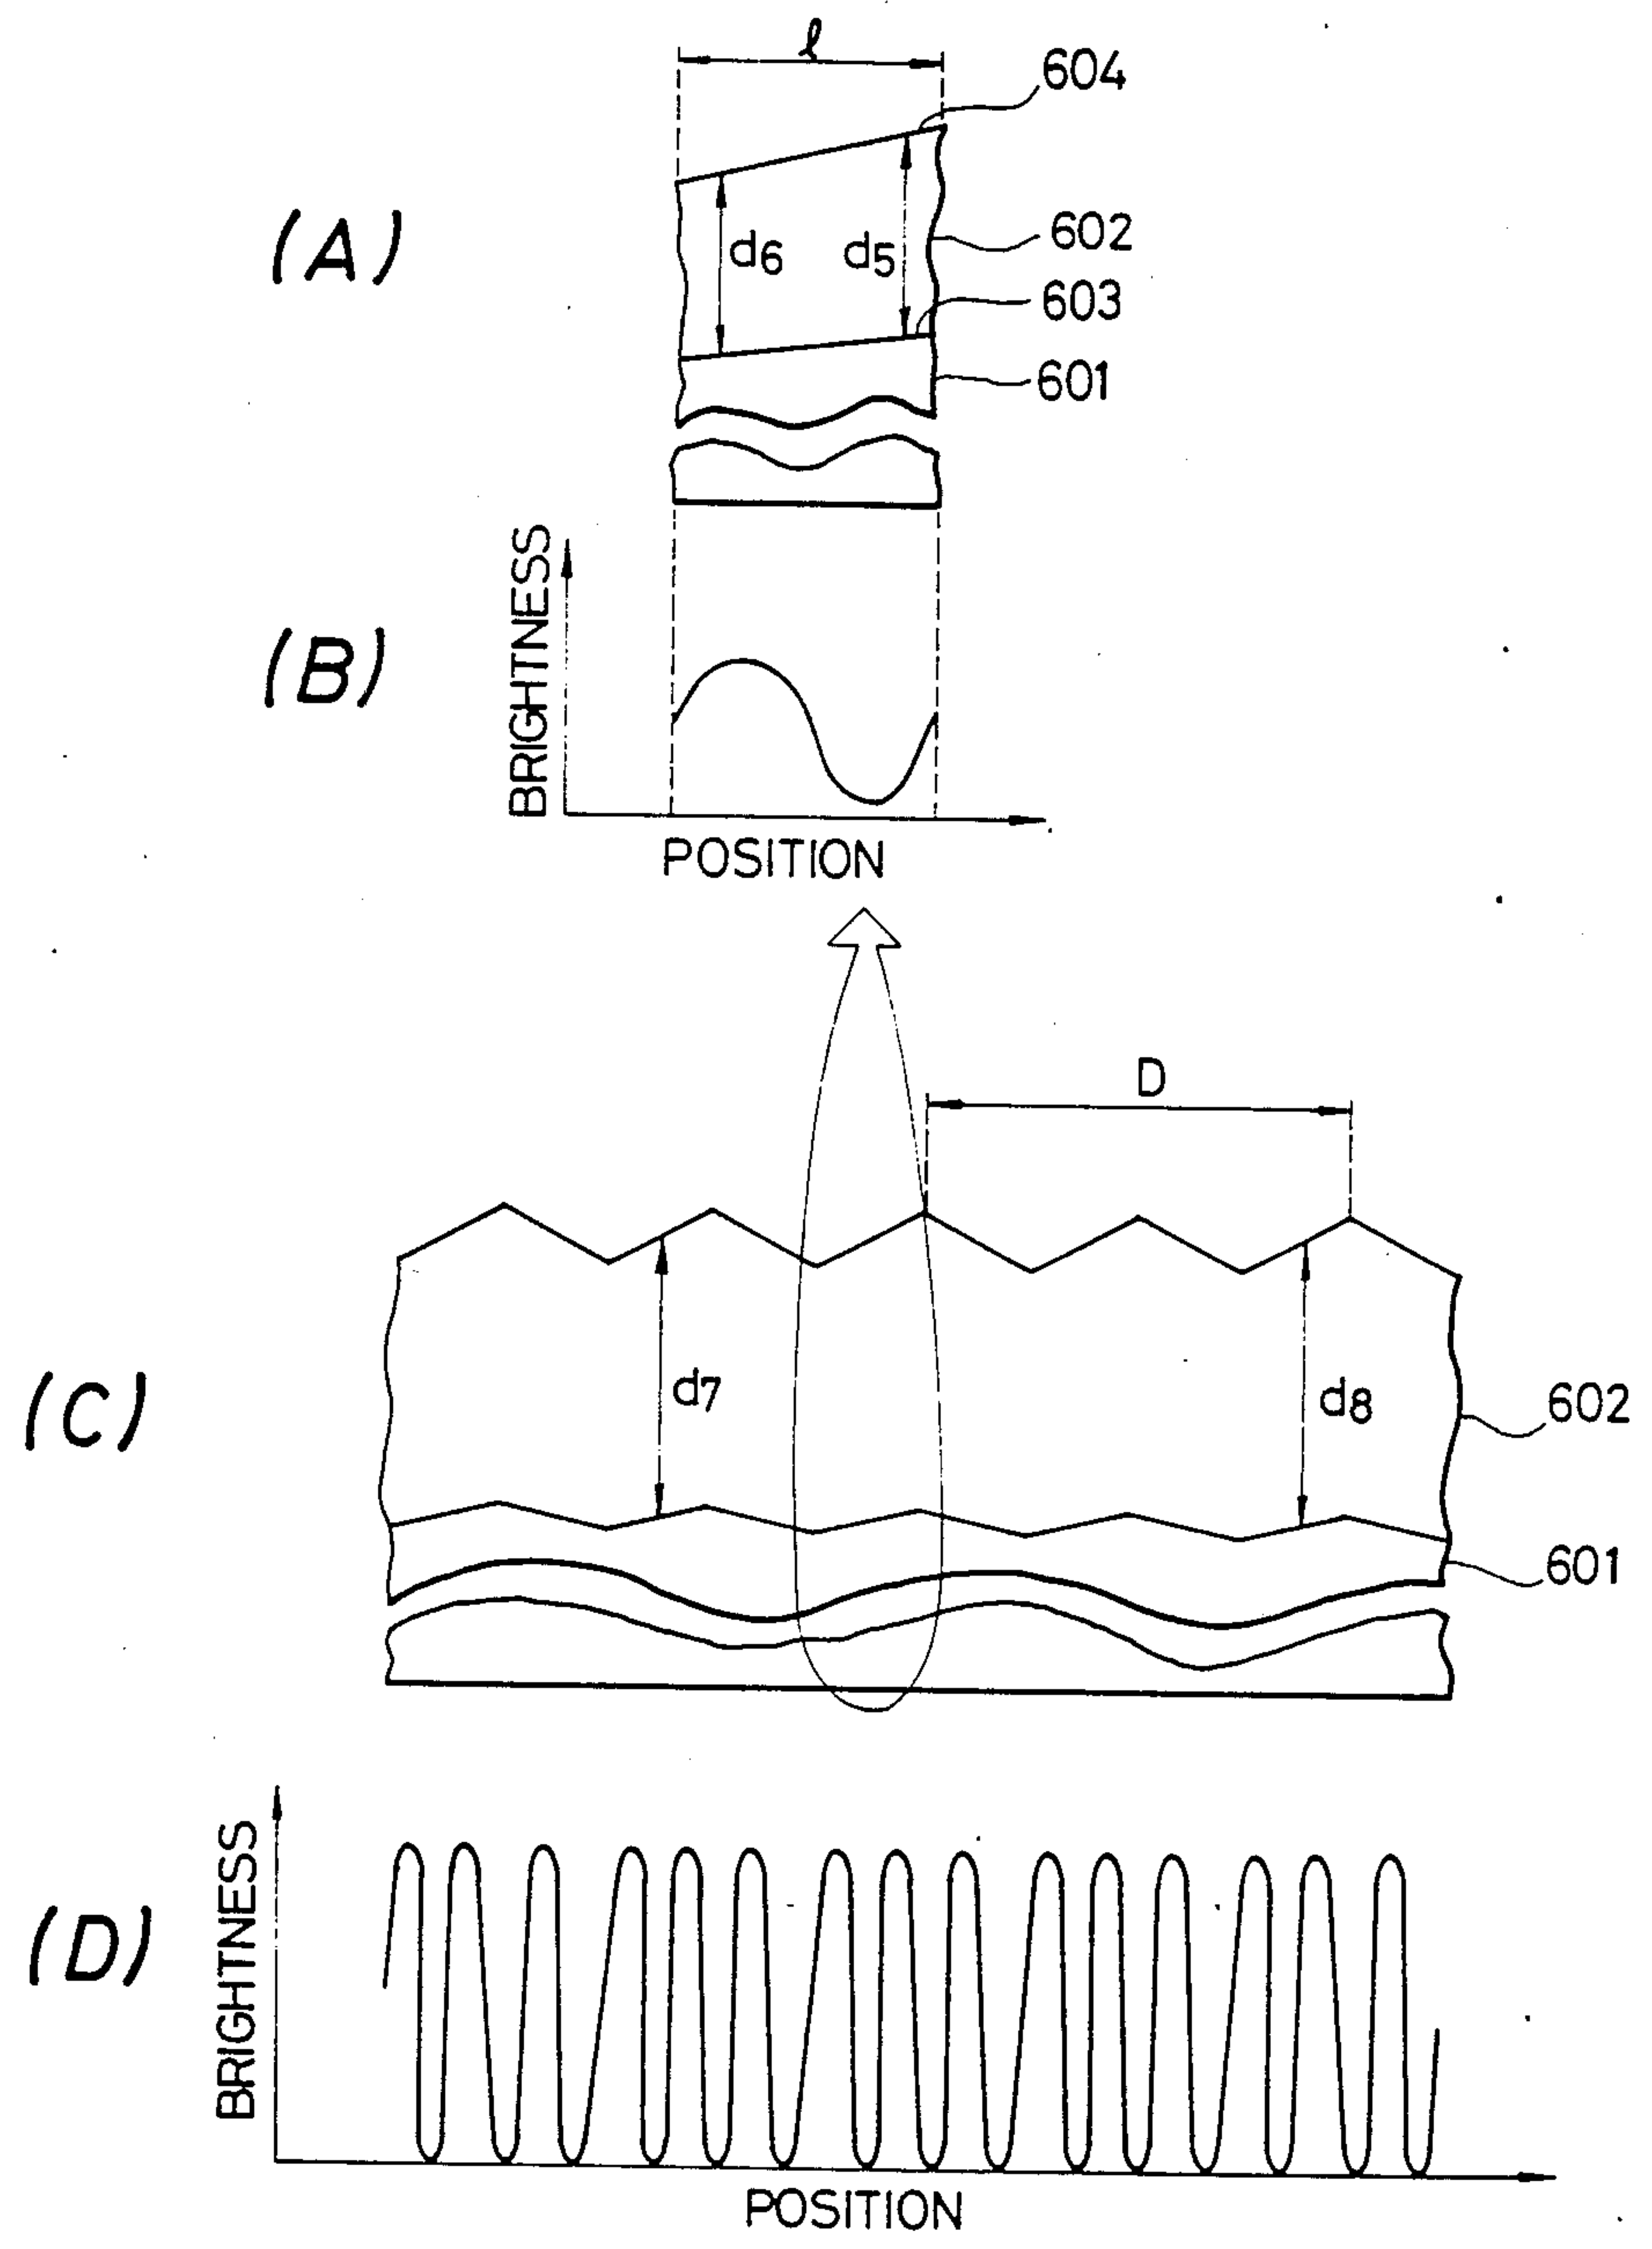 ℓ
604
(A)
d6
d5
602
603
601
(B)
BRIGHTNESS
POSITION
D
(C)
d7
d8
602
601
(D)
BRIGHTNESS
POSITION